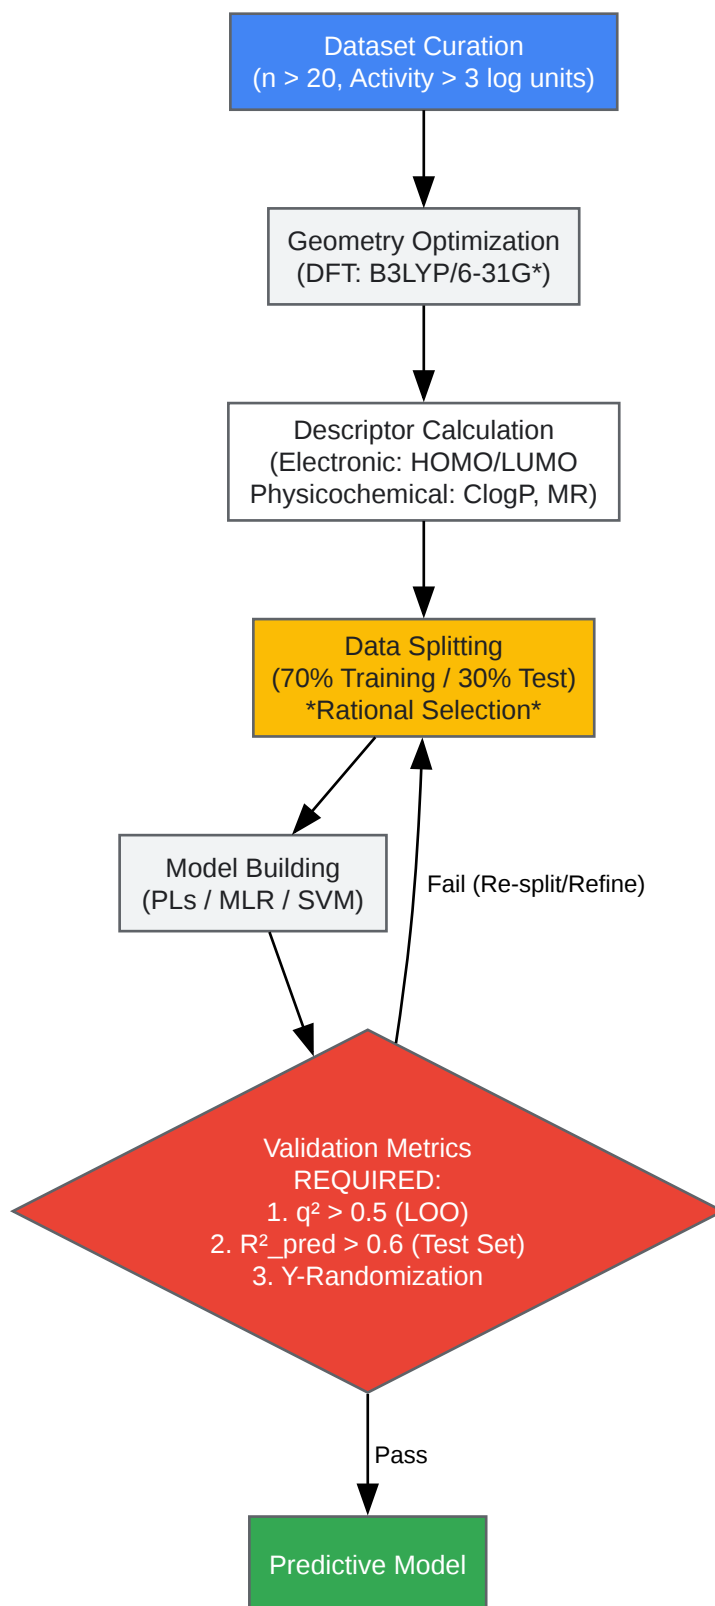 Dataset Curation
(n > 20, Activity > 3 log units)
Geometry Optimization
(DFT: B3LYP/6-31G*)
Descriptor Calculation
(Electronic: HOMO/LUMO
Physicochemical: ClogP, MR)
Data Splitting
(70% Training / 30% Test)
*Rational Selection*
Model Building
(PLs / MLR / SVM)
Fail (Re-split/Refine)
Validation Metrics
REQUIRED:
1. q² > 0.5 (LOO)
2. R²_pred > 0.6 (Test Set)
3. Y-Randomization
Pass
Predictive Model